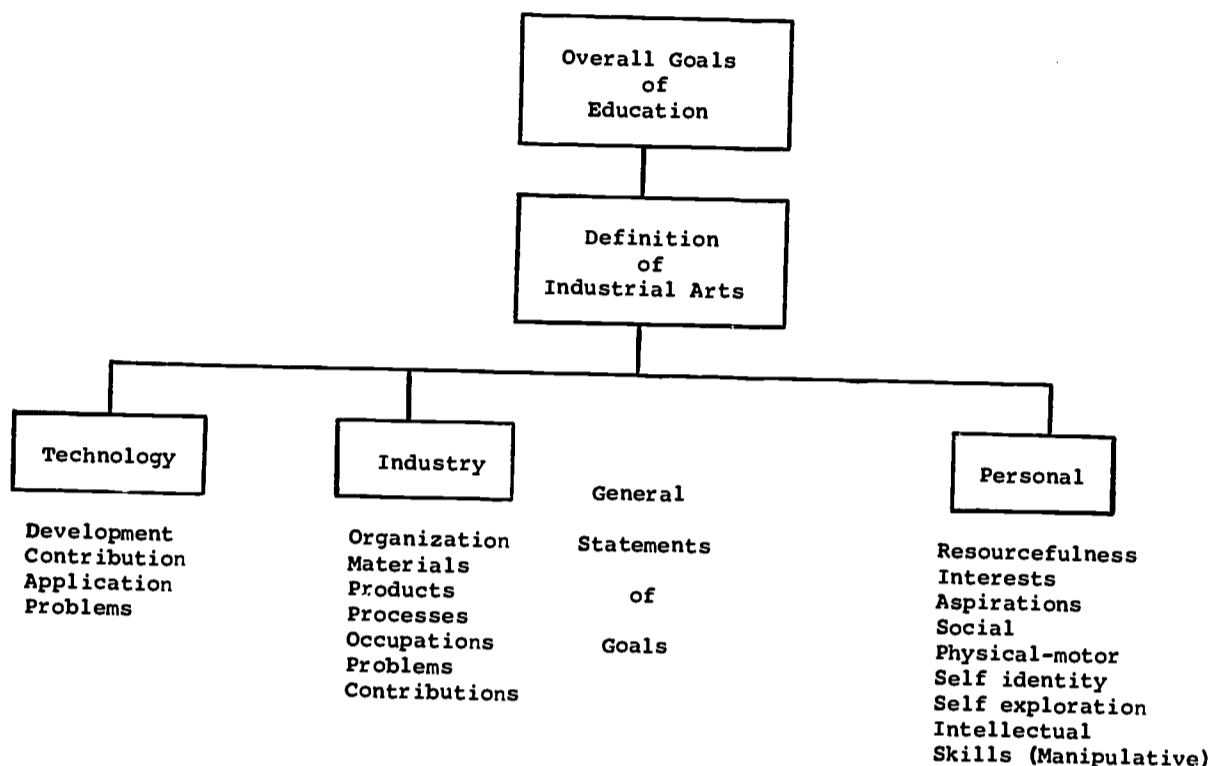 Overall Goals
of
Education
Definition
of
Industrial Arts
Technology
Development
Contribution
Application
Problems
Industry
Organization
Materials
Products
Processes
Occupations
Problems
Contributions
General
Statements
of
Goals
Personal
Resourcefulness
Interests
Aspirations
Social
Physical-motor
Self identity
Self exploration
Intellectual
Skills (Manipulative)